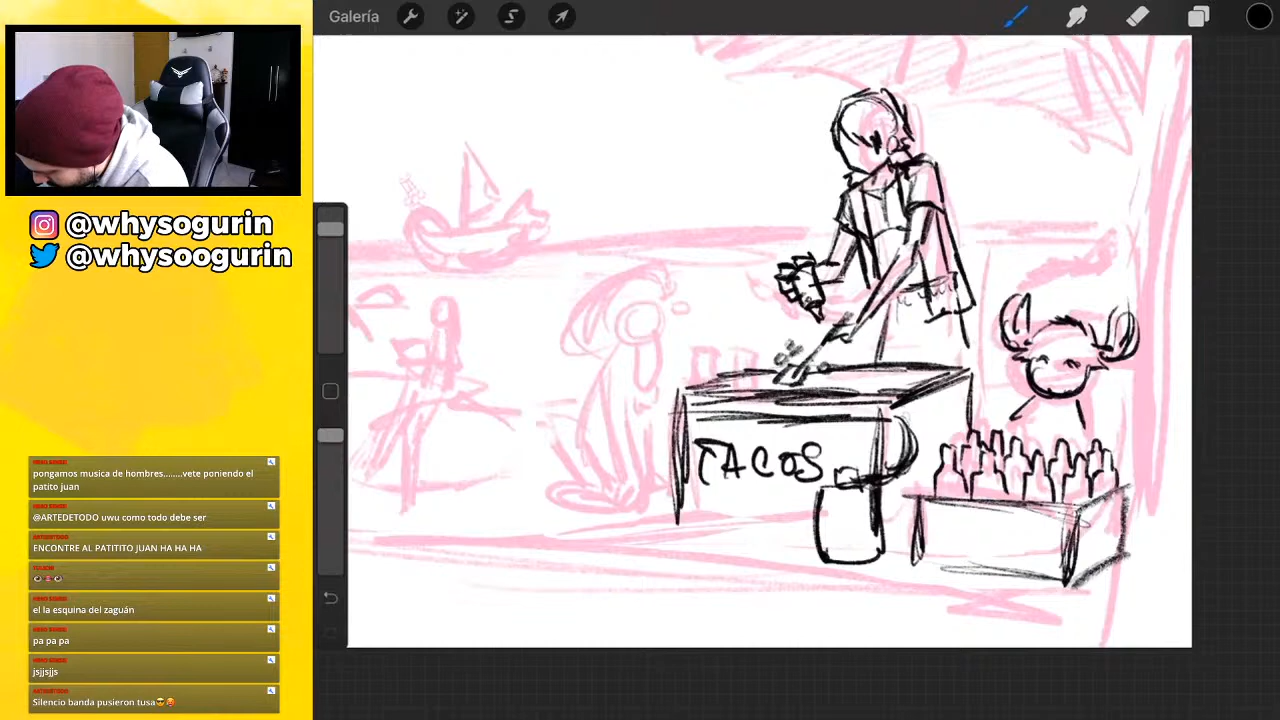 Galería
@whysogurin
@whysoogurin
pongamos musica de hombres........vete poniendo el
patito juan
@ARTEDETODO uwu como todo debe ser
ENCONTRE AL PATITITO JUAN HA HA HA
el la esquina del zaguán
pa pa pa
jsjjsjjs
Silencio banda pusieron tusa😎🥵
TACOS